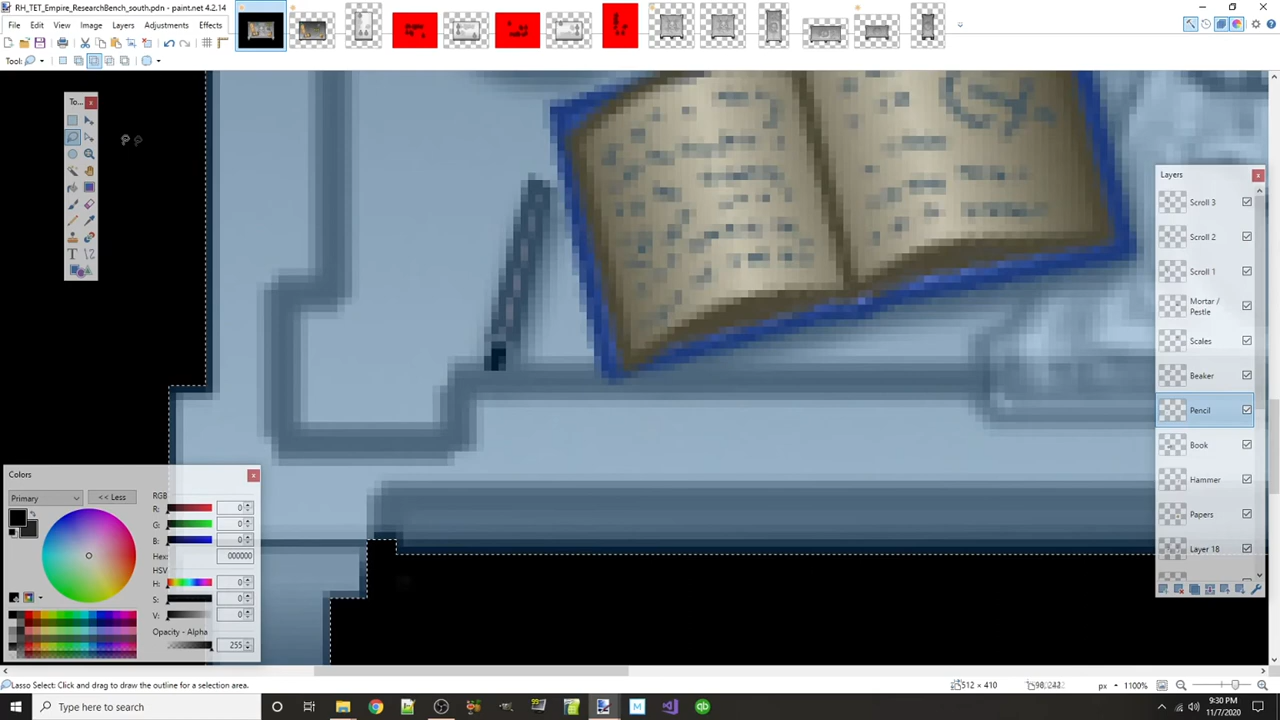 RH_TET_Empire_ResearchBench_south.pdn - paint.net 4.2.14
File Edit View Image Layers Adjustments Effects
Tool:
To...
Layers
Scroll 3
Scroll 2
Scroll 1
Mortar /
Pestle
Scales
Beaker
Pencil
Book
Hammer
Papers
Layer 18
Colors
Primary
<< Less
RGB
R: 0
G: 0
B: 0
Hex: 000000
HSV
H: 0
S: 0
V: 0
Opacity - Alpha
255
Lasso Select: Click and drag to draw the outline for a selection area.
512 × 410
98, 242
px
1100%
Type here to search
9:30 PM
11/7/2020